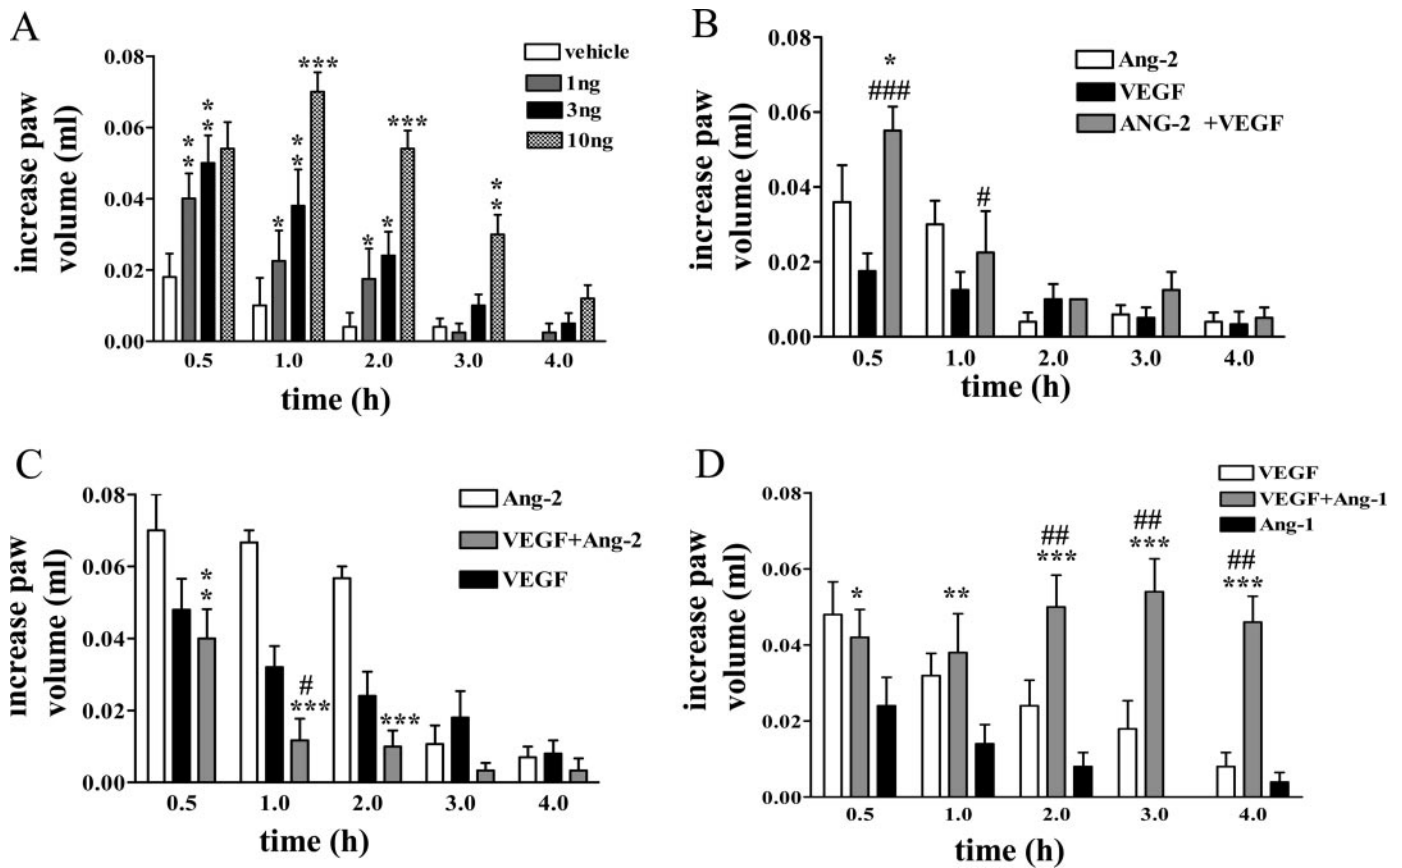 A
increase paw
volume (ml)
0.08
0.06
0.04
0.02
0.00
vehicle
1ng
3ng
10ng
*
*
*
*
*
*
*
*
***
*
*
***
*
*
0.5 1.0 2.0 3.0 4.0
time (h)
B
increase paw
volume (ml)
0.08
0.06
0.04
0.02
0.00
Ang-2
VEGF
ANG-2 +VEGF
*
###
#
0.5 1.0 2.0 3.0 4.0
time (h)
C
increase paw
volume (ml)
0.08
0.06
0.04
0.02
0.00
Ang-2
VEGF+Ang-2
VEGF
*
*
#
***
***
0.5 1.0 2.0 3.0 4.0
time (h)
D
increase paw
volume (ml)
0.08
0.06
0.04
0.02
0.00
VEGF
VEGF+Ang-1
Ang-1
*
**
##
***
##
***
##
***
0.5 1.0 2.0 3.0 4.0
time (h)